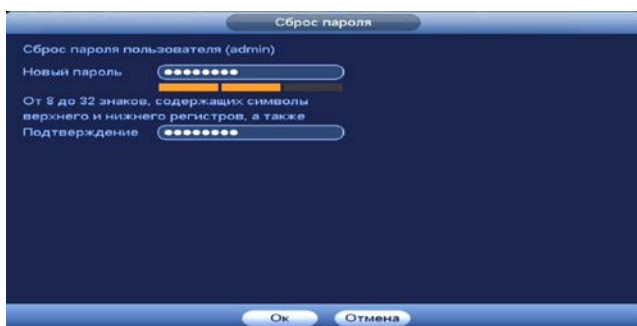 Сброс пароля
Сброс пароля пользователя (admin)
Новый пароль ●●●●●●●●
От 8 до 32 знаков, содержащих символы
верхнего и нижнего регистров, а также
Подтверждение ●●●●●●●●
Ок Отмена